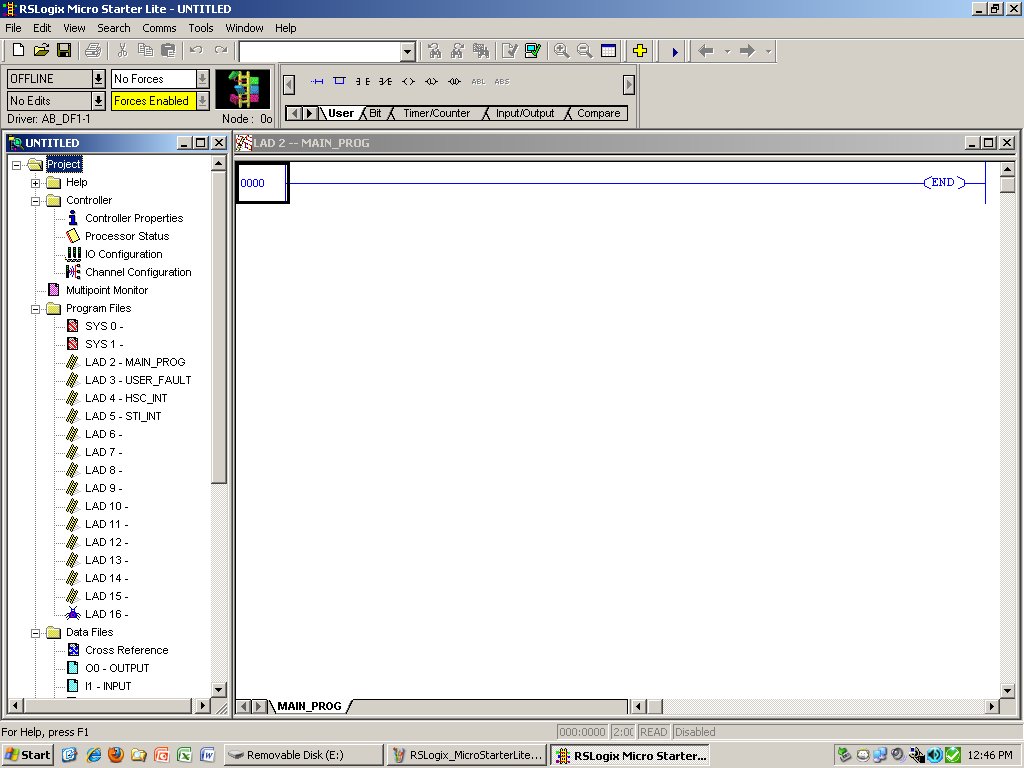 RSLogix Micro Starter Lite - UNTITLED
File Edit View Search Comms Tools Window Help
OFFLINE No Forces
No Edits Forces Enabled
Driver: AB_DF1-1 Node : 0o
ABL ABS
User Bit Timer/Counter Input/Output Compare
UNTITLED
Project
Help
Controller
Controller Properties
Processor Status
IO Configuration
Channel Configuration
Multipoint Monitor
Program Files
SYS 0 -
SYS 1 -
LAD 2 - MAIN_PROG
LAD 3 - USER_FAULT
LAD 4 - HSC_INT
LAD 5 - STI_INT
LAD 6 -
LAD 7 -
LAD 8 -
LAD 9 -
LAD 10 -
LAD 11 -
LAD 12 -
LAD 13 -
LAD 14 -
LAD 15 -
LAD 16 -
Data Files
Cross Reference
O0 - OUTPUT
I1 - INPUT
LAD 2 -- MAIN_PROG
0000 END
MAIN_PROG
For Help, press F1 000:0000 READ Disabled
Start Removable Disk (E:) RSLogix_MicroStarterLite... RSLogix Micro Starter... 12:46 PM